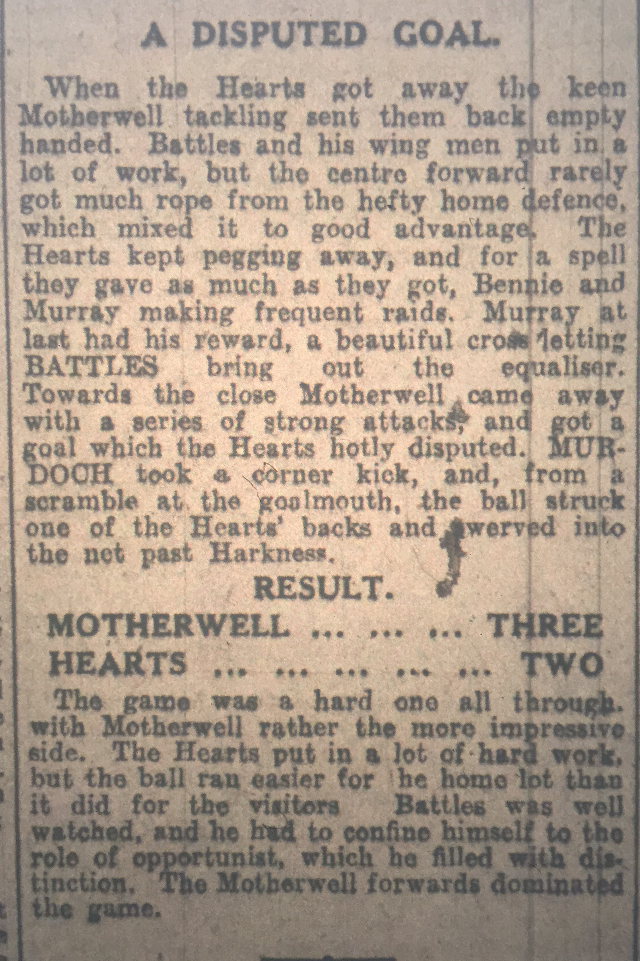 A DISPUTED GOAL.
When the Hearts got away the keen
Motherwell tackling sent them back empty
handed. Battles and his wing men put in a
lot of work, but the centre forward rarely
got much rope from the hefty home defence,
which mixed it to good advantage. The
Hearts kept pegging away, and for a spell
they gave as much as they got, Bennie and
Murray making frequent raids. Murray at
last had his reward, a beautiful cross letting
BATTLES bring out the equaliser.
Towards the close Motherwell came away
with a series of strong attacks, and got a
goal which the Hearts hotly disputed. MUR-
DOCH took a corner kick, and, from a
scramble at the goalmouth, the ball struck
one of the Hearts' backs and swerved into
the net past Harkness.
RESULT.
MOTHERWELL ... ... ... THREE
HEARTS ... ... ... ... ... TWO
The game was a hard one all through,
with Motherwell rather the more impressive
side. The Hearts put in a lot of hard work,
but the ball ran easier for he home lot than
it did for the visitors Battles was well
watched, and he had to confine himself to the
role of opportunist, which he filled with dis-
tinction. The Motherwell forwards dominated
the game.